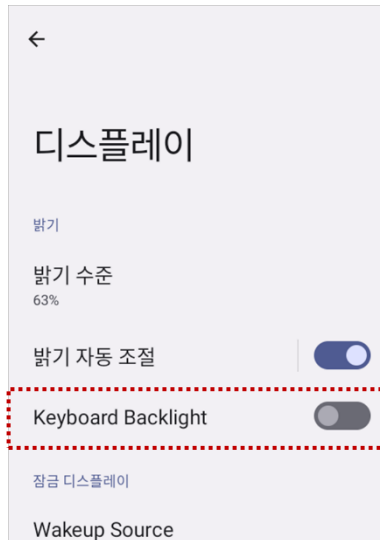 디스플레이
밝기
밝기 수준
63%
밝기 자동 조절
Keyboard Backlight
잠금 디스플레이
Wakeup Source